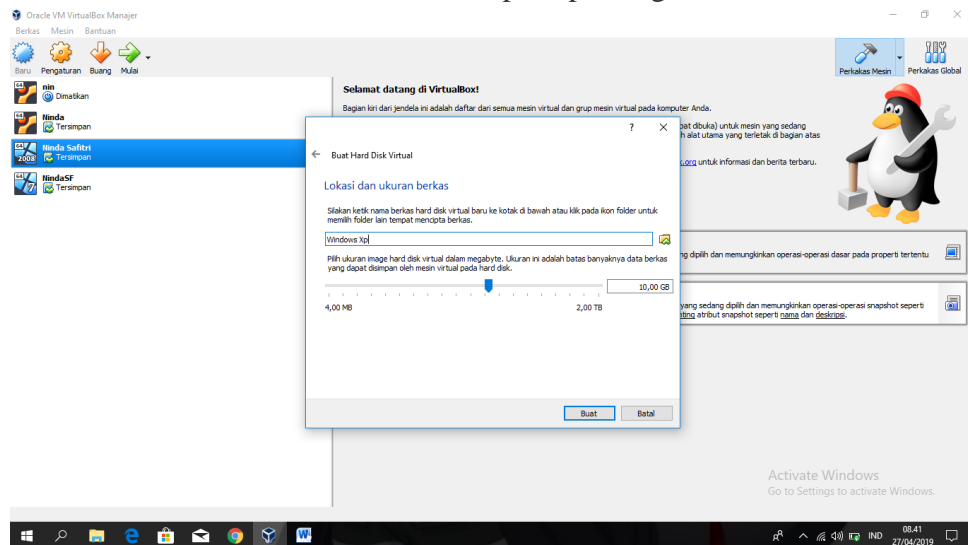 Oracle VM VirtualBox Manajer
Berkas Mesin Bantuan
Baru Pengaturan Buang Mulai
Perkakas Mesin Perkakas Global
64 nin
Dimatikan
64 Ninda
Tersimpan
64 2008 Ninda Safitri
Tersimpan
64 7 NindaSF
Tersimpan
Selamat datang di VirtualBox!
Bagian kiri dari jendela ini adalah daftar dari semua mesin virtual dan grup mesin virtual pada komputer Anda.
dibuka) untuk mesin yang sedang
alat utama yang terletak di bagian atas
.org untuk informasi dan berita terbaru.
? ×
← Buat Hard Disk Virtual
Lokasi dan ukuran berkas
Silakan ketik nama berkas hard disk virtual baru ke kotak di bawah atau klik pada ikon folder untuk
memilih folder lain tempat mencipta berkas.
Windows Xp
Pilih ukuran image hard disk virtual dalam megabyte. Ukuran ini adalah batas banyaknya data berkas
yang dapat disimpan oleh mesin virtual pada hard disk.
10,00 GB
4,00 MB 2,00 TB
Buat Batal
dipilih dan memungkinkan operasi-operasi dasar pada properti tertentu
yang sedang dipilih dan memungkinkan operasi-operasi snapshot seperti
atribut snapshot seperti nama dan deskripsi.
Activate Windows
Go to Settings to activate Windows.
IND
08.41
27/04/2019